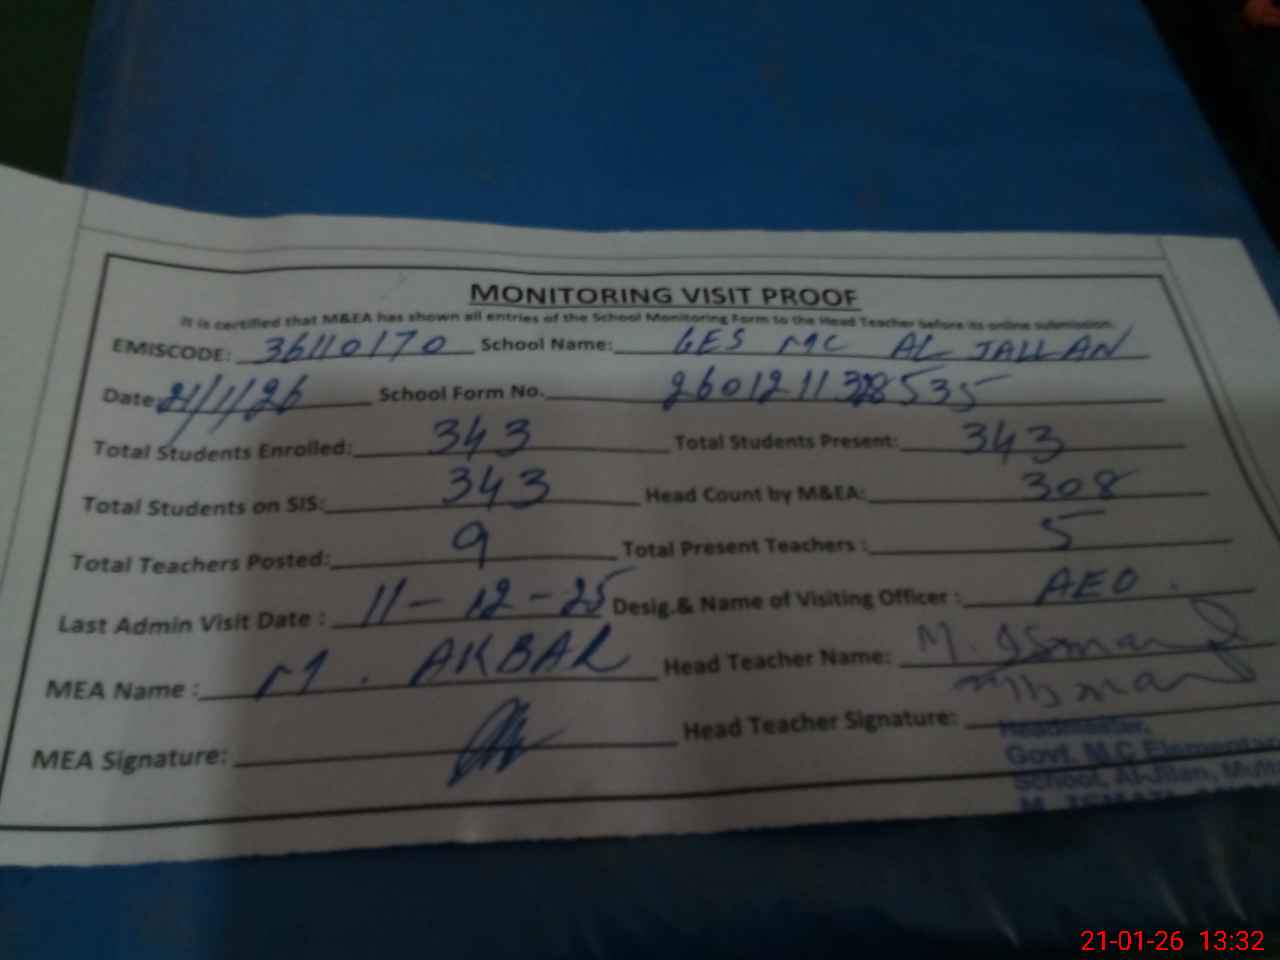 MONITORING VISIT PROOF
It is certified that M&EA has shown all entries of the School Monitoring Form to the Head Teacher before its online submission.
EMISCODE: 36110170 School Name: GES MC AL JALLAN
Date: 21/1/26 School Form No. 26012113
Total Students Enrolled: 343 Total Students Present: 343
Total Students on SIS: 343 Head Count by M&EA: 308
Total Teachers Posted: 9 Total Present Teachers : 5
Last Admin Visit Date : 11-12-25 Desig.& Name of Visiting Officer : AEO.
MEA Name : M. AKBAR Head Teacher Name: M. Ismail
MEA Signature: Head Teacher Signature:
Headmaster,
Govt. M.C Elementar
School, Al-Jilan, Mult
M. ISMAIL
21-01-26 13:32